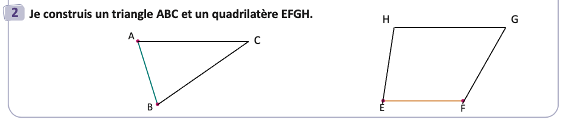 2 Je construis un triangle ABC et un quadrilatère EFGH.
H G
A C
B E F